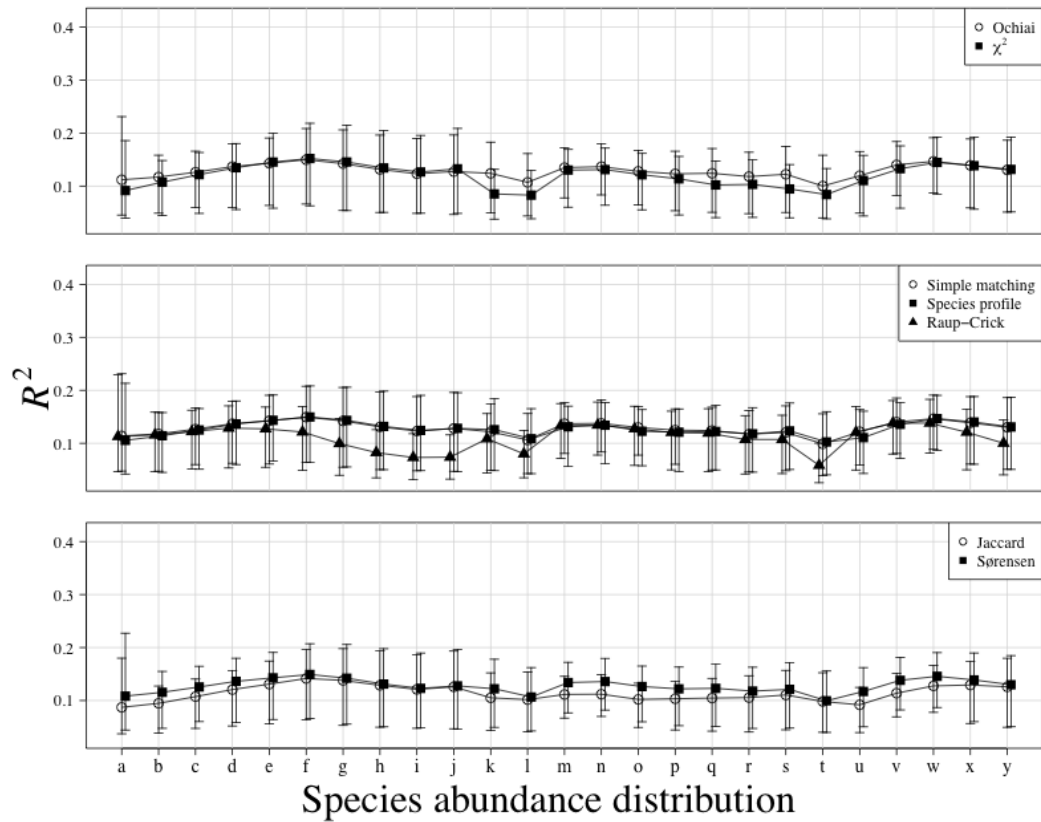 0.4
0.3
0.2
0.1
Ochiai
χ²
0.4
0.3
0.2
0.1
Simple matching
Species profile
Raup−Crick
R²
0.4
0.3
0.2
0.1
Jaccard
Sørensen
a b c d e f g h i j k l m n o p q r s t u v w x y
Species abundance distribution